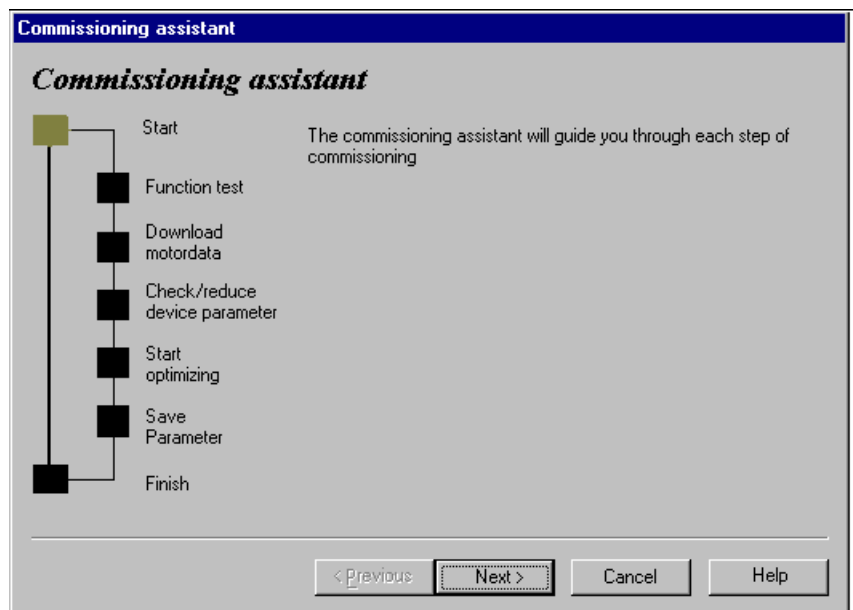 Commissioning assistant
Commissioning assistant
Start
The commissioning assistant will guide you through each step of
commissioning
Function test
Download
motordata
Check/reduce
device parameter
Start
optimizing
Save
Parameter
Finish
< Previous
Next >
Cancel
Help